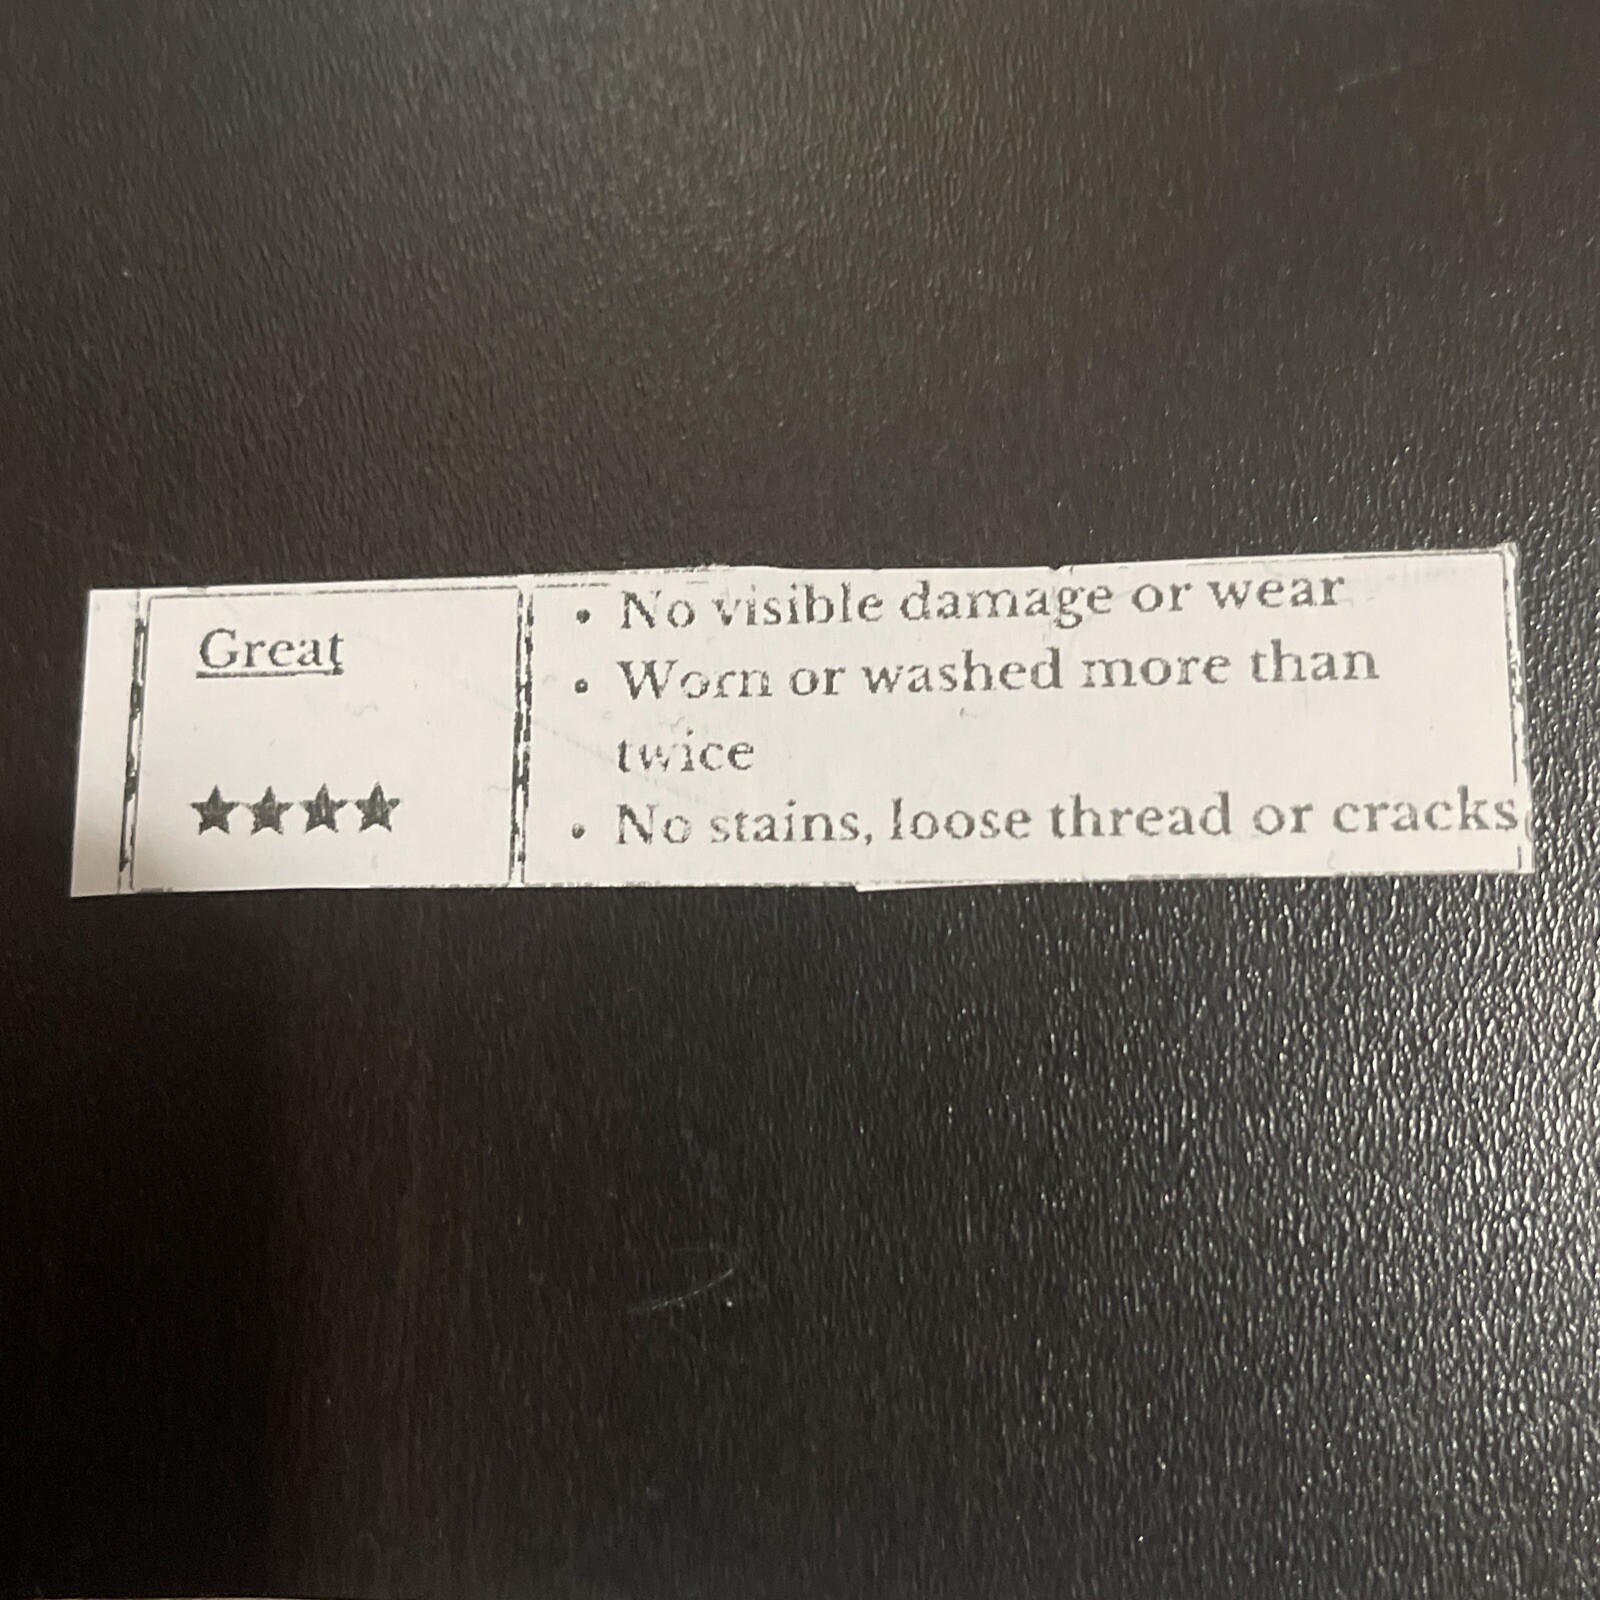 Great
★★★★
• No visible damage or wear
• Worn or washed more than
twice
• No stains, loose thread or cracks